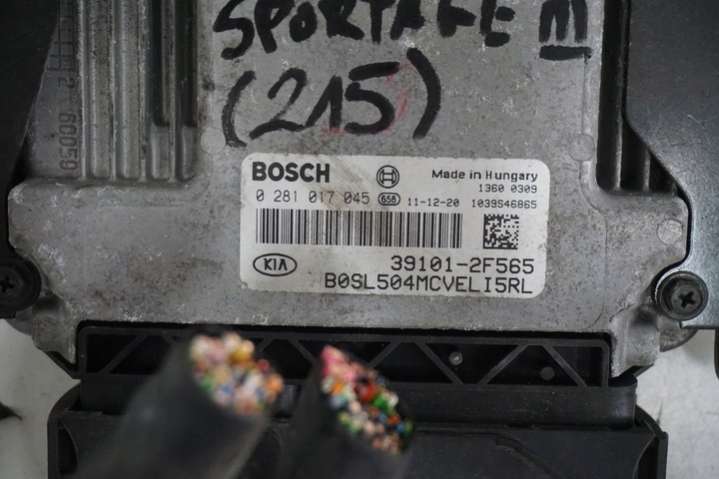 SPORTAGE III
(215)
BOSCH
Made in Hungary
1360 0309
0 281 017 045 658 11-12-20 1039S46865
KIA
39101-2F565
B0SL504MCVELI5RL